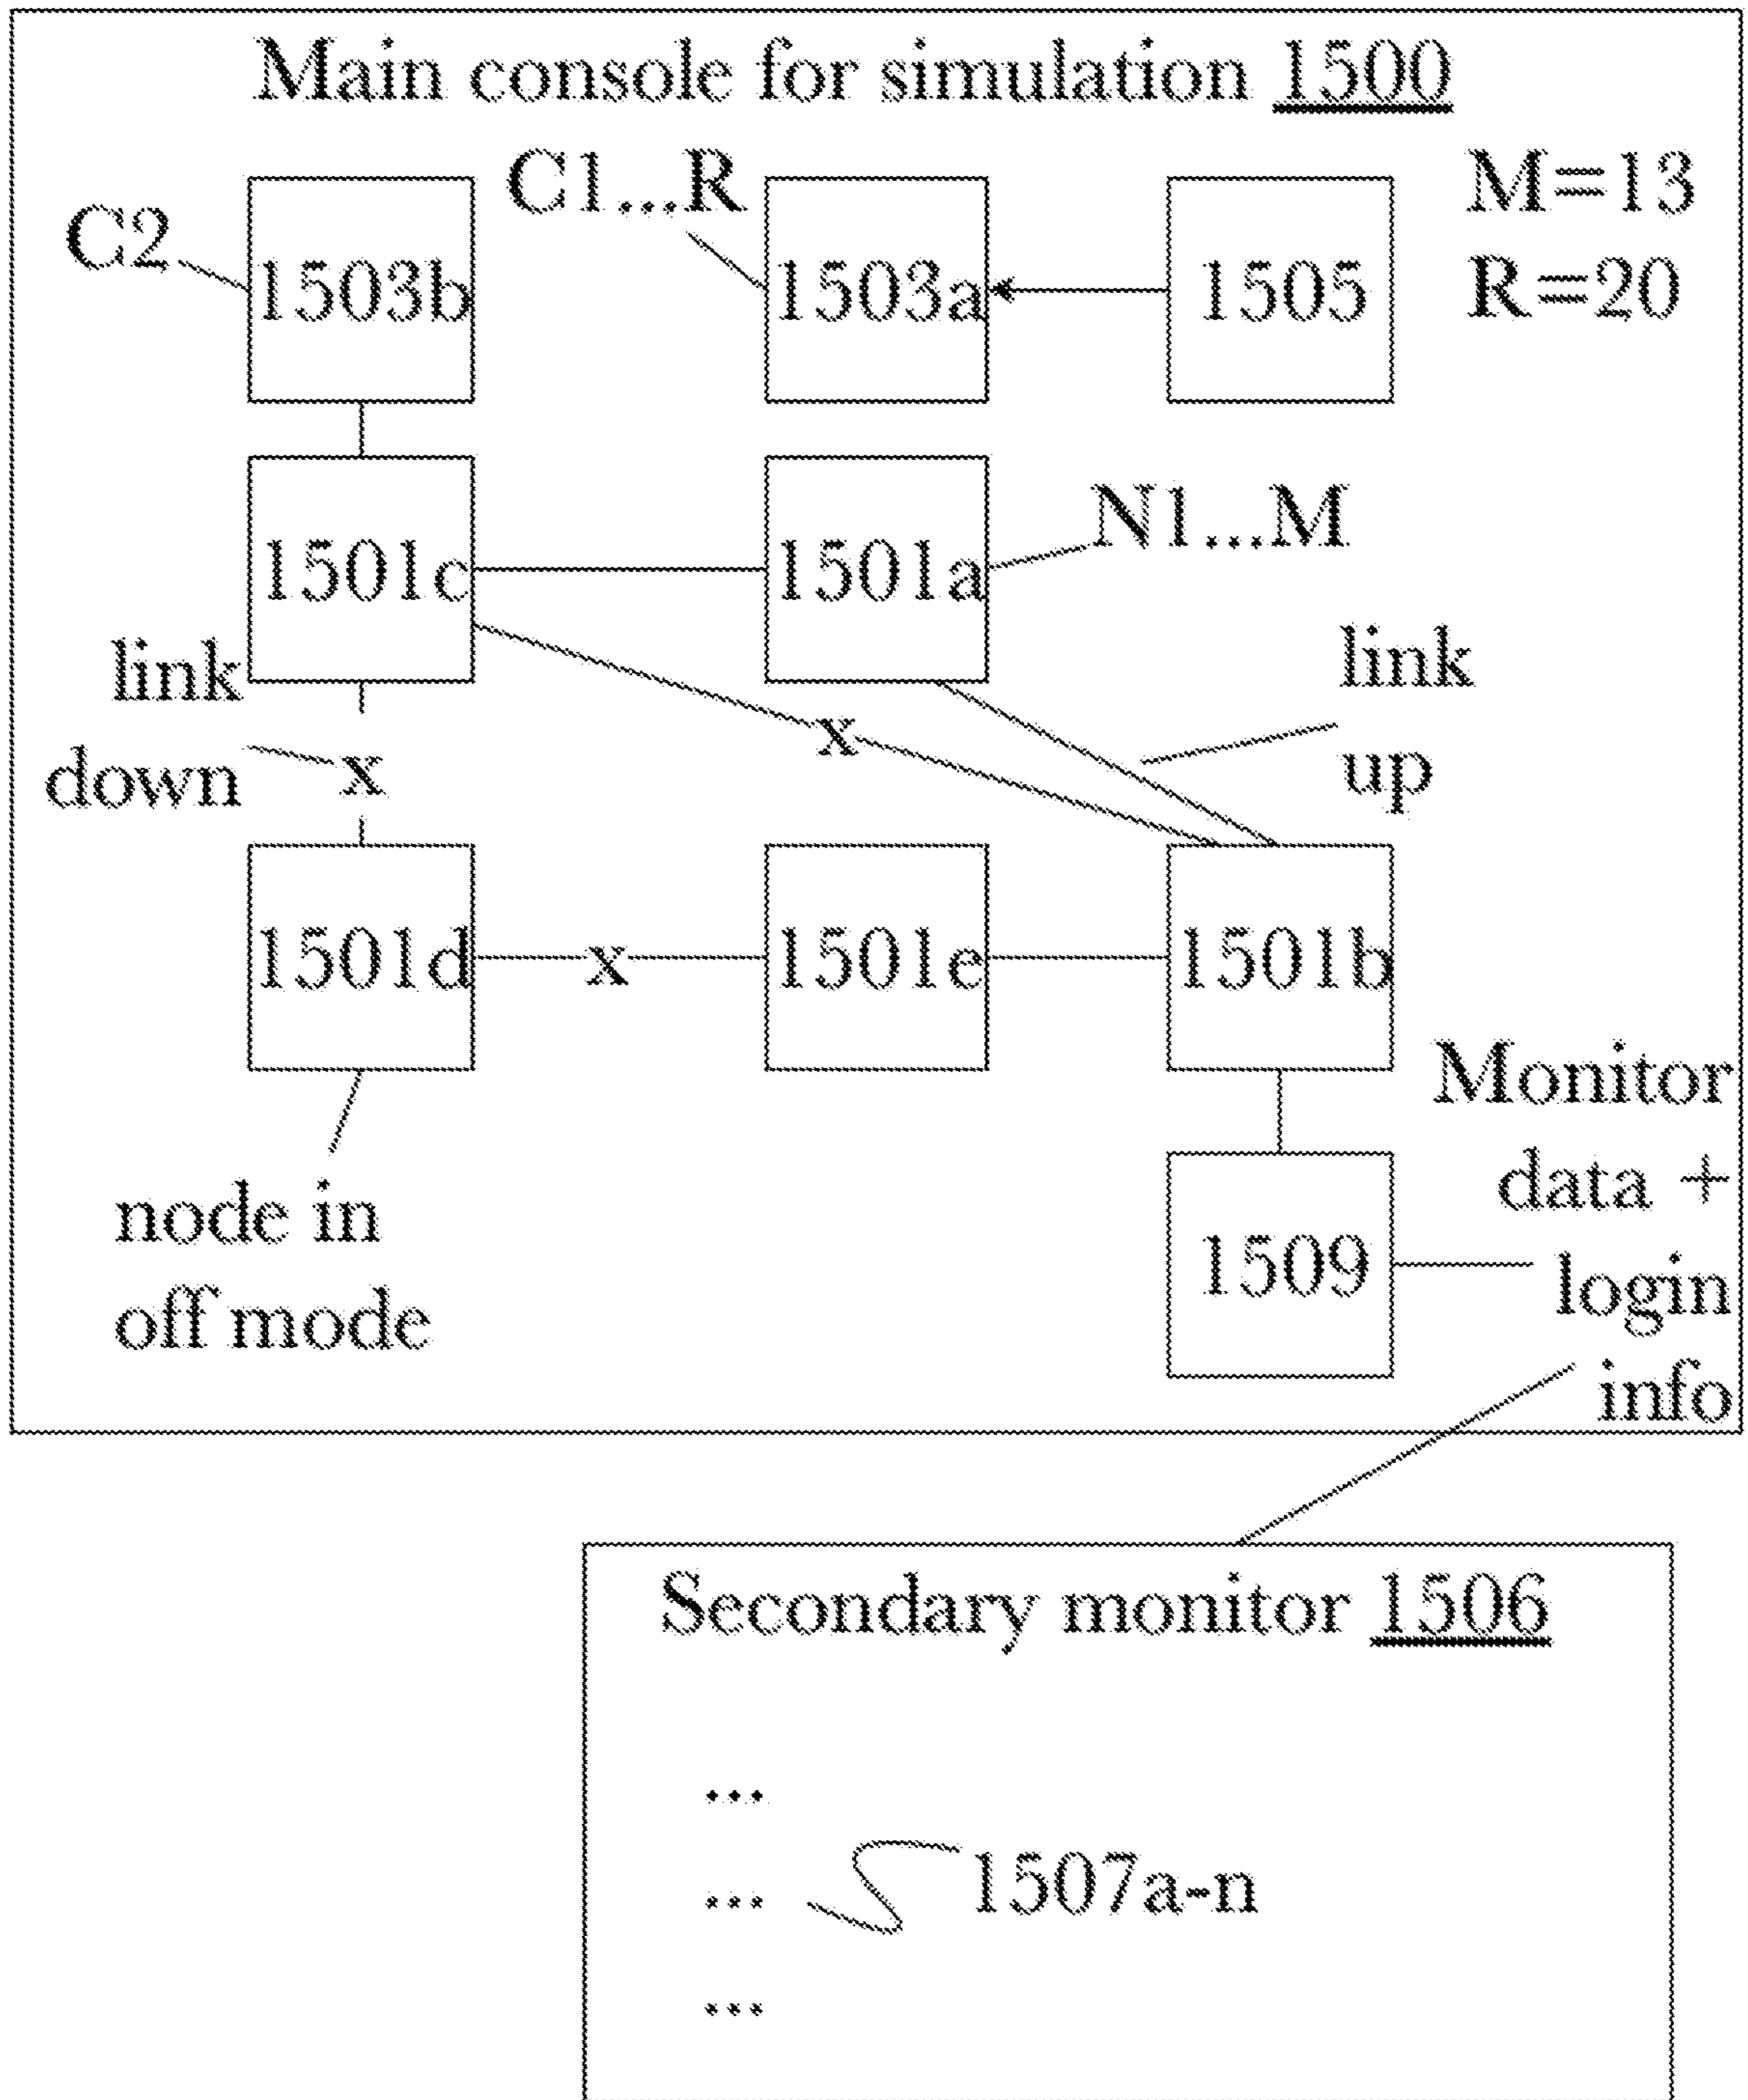 Main console for simulation 1500
C2
1503b
C1...R
1503a
1505
M=13
R=20
1501c
1501a
N1...M
link
down
x
x
link
up
1501d
x
1501e
1501b
node in
off mode
1509
Monitor
data +
login
info
Secondary monitor 1506
...
...
1507a-n
...